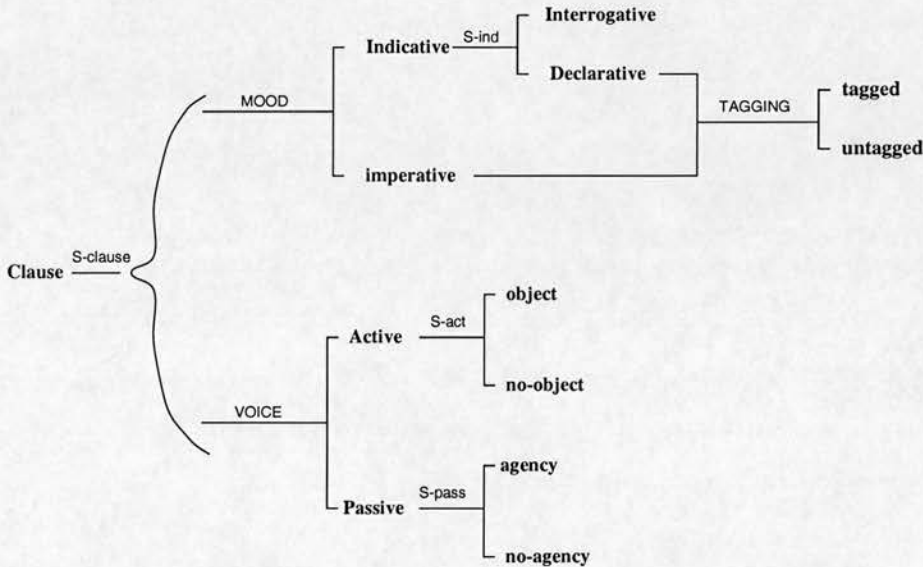 Interrogative
Indicative
S-ind
Declarative
MOOD
TAGGING
tagged
untagged
imperative
Clause
S-clause
object
Active
S-act
no-object
VOICE
agency
Passive
S-pass
no-agency